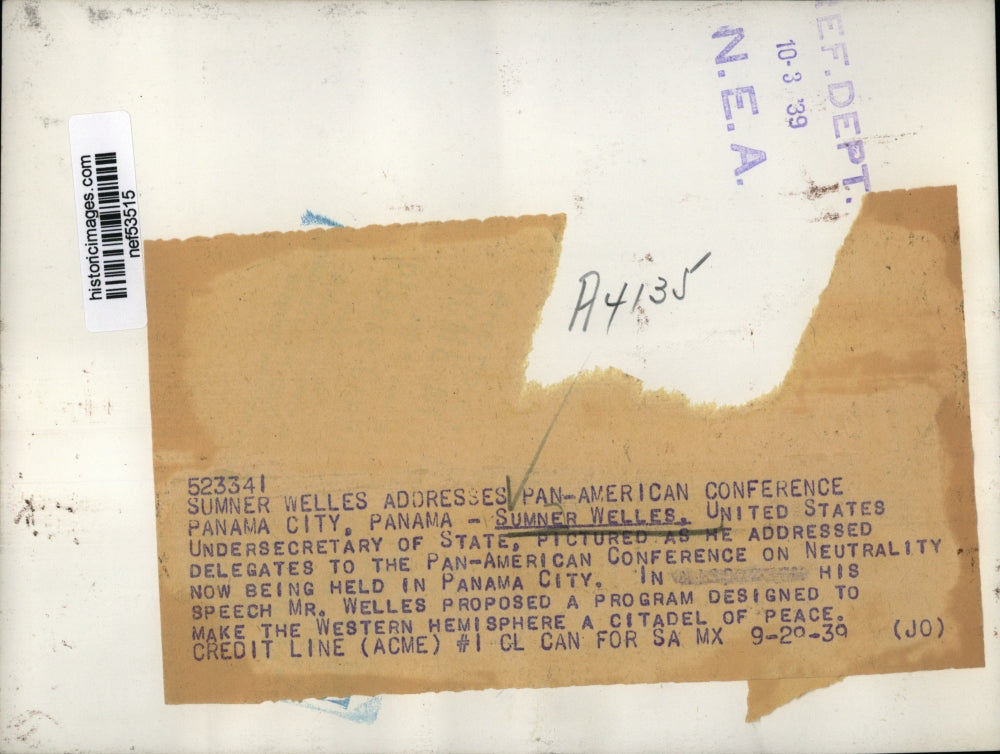 REF. DEPT.
10-3 '39
N.E.A.
historicimages.com
nef53515
A4135
523341
SUMNER WELLES ADDRESSES PAN-AMERICAN CONFERENCE
PANAMA CITY, PANAMA - SUMNER WELLES, UNITED STATES
UNDERSECRETARY OF STATE, PICTURED AS HE ADDRESSED
DELEGATES TO THE PAN-AMERICAN CONFERENCE ON NEUTRALITY
NOW BEING HELD IN PANAMA CITY. IN HIS
SPEECH MR. WELLES PROPOSED A PROGRAM DESIGNED TO
MAKE THE WESTERN HEMISPHERE A CITADEL OF PEACE.
CREDIT LINE (ACME) #1 CL CAN FOR SA MX 9-29-39 (JO)